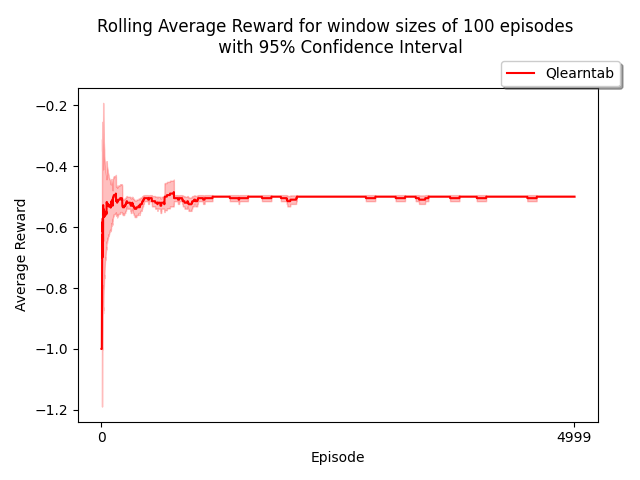 Rolling Average Reward for window sizes of 100 episodes
with 95% Confidence Interval
Qlearntab
Average Reward
−0.2
−0.4
−0.6
−0.8
−1.0
−1.2
0
4999
Episode